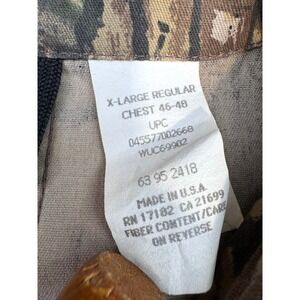 X-LARGE REGULAR
CHEST 46-48
UPC
045577002668
WUC69902
63 95 2418
MADE IN U.S.A.
RN 17182 CA 21699
FIBER CONTENT/CARE
ON REVERSE